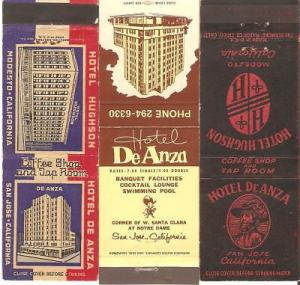 HOTEL HUGHSON
MODESTO - CALIFORNIA
Coffee Shop
and Tap Room
DE ANZA
HOTEL DE ANZA
SAN JOSE - CALIFORNIA
CLOSE COVER BEFORE STRIKING
PHONE 294-6330
Hotel
De Anza
BANQUET FACILITIES
COCKTAIL LOUNGE
SWIMMING POOL
CORNER OF W. SANTA CLARA
AT NOTRE DAME
San Jose, California
California
MODESTO
HOTEL HUGHSON
COFFEE SHOP
TAP ROOM
HOTEL DE ANZA
SAN JOSE
California
CLOSE COVER BEFORE STRIKING MATCH